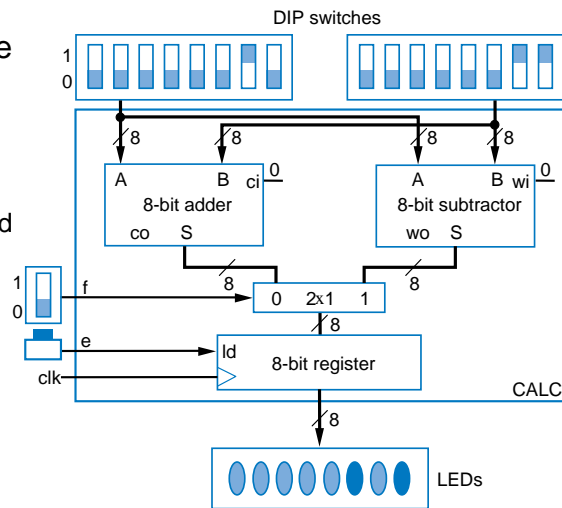 DIP switches
e
1
0
8 8 8 8
A B ci 0
A B wi 0
8-bit adder
8-bit subtractor
d
co S
wo S
8 8
1
0
f
0 2x1 1
8
e
ld
8-bit register
clk
CALC
8
LEDs